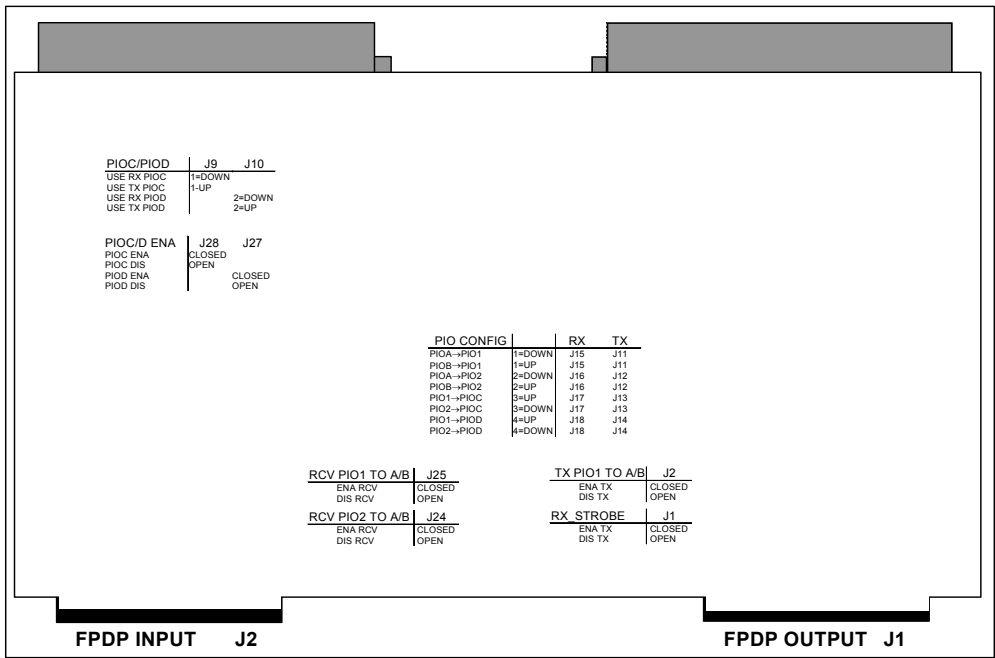 PIOC/PIOD J9 J10
USE RX PIOC 1=DOWN
USE TX PIOC 1-UP
USE RX PIOD 2=DOWN
USE TX PIOD 2=UP
PIOC/D ENA J28 J27
PIOC ENA CLOSED
PIOC DIS OPEN
PIOD ENA CLOSED
PIOD DIS OPEN
PIO CONFIG RX TX
PIOA→PIO1 1=DOWN J15 J11
PIOB→PIO1 1=UP J15 J11
PIOA→PIO2 2=DOWN J16 J12
PIOB→PIO2 2=UP J16 J12
PIO1→PIOC 3=UP J17 J13
PIO2→PIOC 3=DOWN J17 J13
PIO1→PIOD 4=UP J18 J14
PIO2→PIOD 4=DOWN J18 J14
RCV PIO1 TO A/B J25
ENA RCV CLOSED
DIS RCV OPEN
RCV PIO2 TO A/B J24
ENA RCV CLOSED
DIS RCV OPEN
TX PIO1 TO A/B J2
ENA TX CLOSED
DIS TX OPEN
RX_STROBE J1
ENA TX CLOSED
DIS TX OPEN
FPDP INPUT J2
FPDP OUTPUT J1